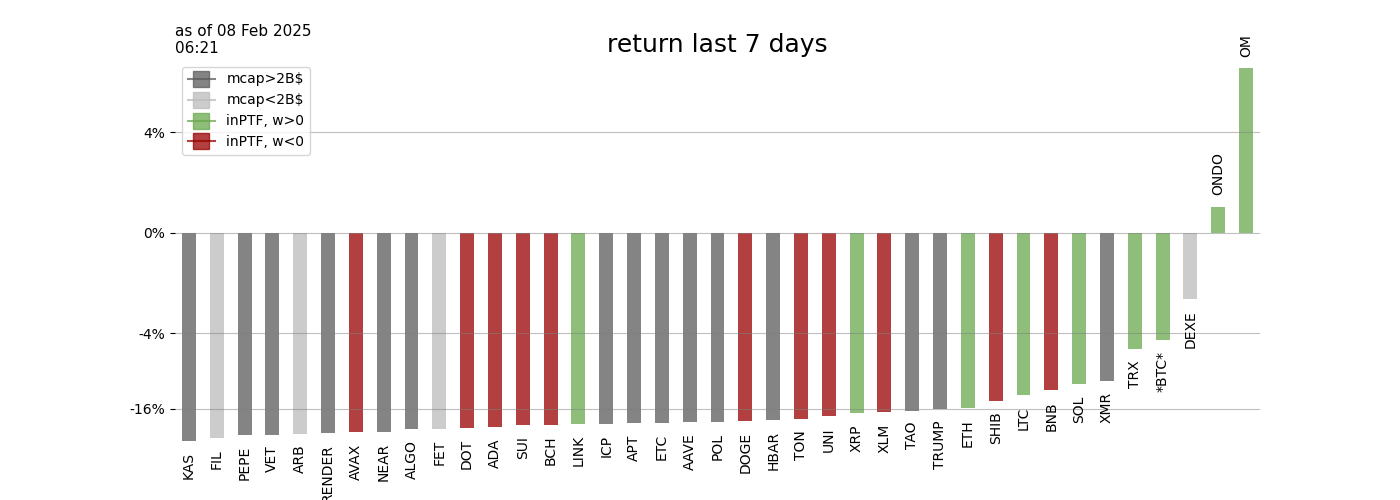 as of 08 Feb 2025
06:21
return last 7 days
mcap>2B$
mcap<2B$
inPTF, w>0
inPTF, w<0
4%
0%
-4%
-16%
KAS
FIL
PEPE
VET
ARB
RENDER
AVAX
NEAR
ALGO
FET
DOT
ADA
SUI
BCH
LINK
ICP
APT
ETC
AAVE
POL
DOGE
HBAR
TON
UNI
XRP
XLM
TAO
TRUMP
ETH
SHIB
LTC
BNB
SOL
XMR
TRX
*BTC*
DEXE
ONDO
OM